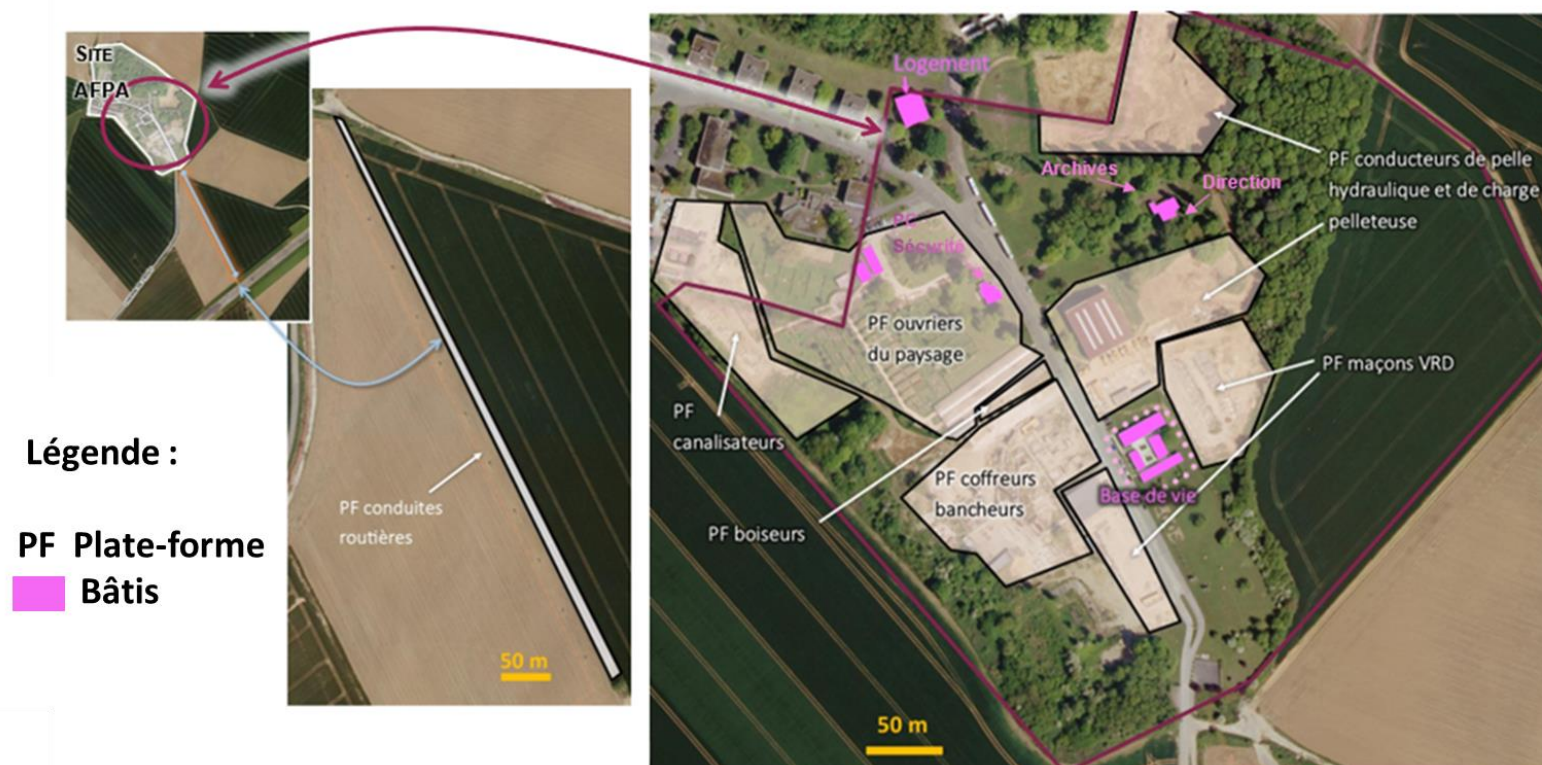 SITE
AFPA
PF conduites
routières
50 m
Légende :
PF Plate-forme
Bâtis
Logement
Archives
Direction
PF conducteurs de pelle
hydraulique et de charge
pelleteuse
PC
Sécurité
PF ouvriers
du paysage
PF maçons VRD
PF
canalisateurs
PF coffreurs
bancheurs
Base de vie
PF boiseurs
50 m